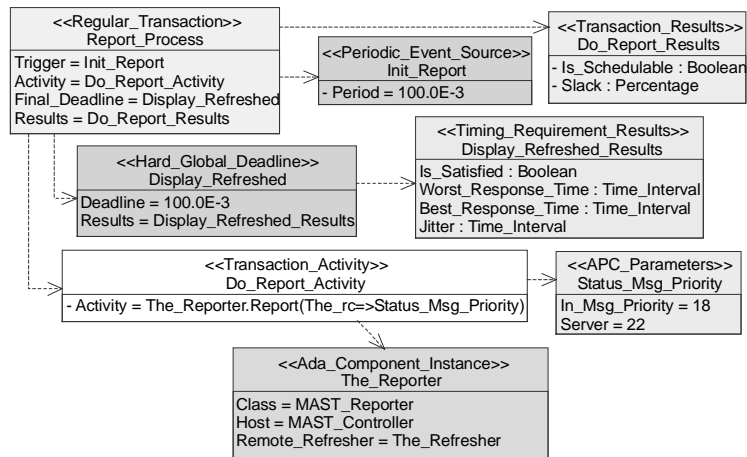 <<Regular_Transaction>>
Report_Process
Trigger = Init_Report
Activity = Do_Report_Activity
Final_Deadline = Display_Refreshed
Results = Do_Report_Results
<<Periodic_Event_Source>>
Init_Report
- Period = 100.0E-3
<<Transaction_Results>>
Do_Report_Results
- Is_Schedulable : Boolean
- Slack : Percentage
<<Hard_Global_Deadline>>
Display_Refreshed
Deadline = 100.0E-3
Results = Display_Refreshed_Results
<<Timing_Requirement_Results>>
Display_Refreshed_Results
Is_Satisfied : Boolean
Worst_Response_Time : Time_Interval
Best_Response_Time : Time_Interval
Jitter : Time_Interval
<<Transaction_Activity>>
Do_Report_Activity
- Activity = The_Reporter.Report(The_rc=>Status_Msg_Priority)
<<APC_Parameters>>
Status_Msg_Priority
In_Msg_Priority = 18
Server = 22
<<Ada_Component_Instance>>
The_Reporter
Class = MAST_Reporter
Host = MAST_Controller
Remote_Refresher = The_Refresher